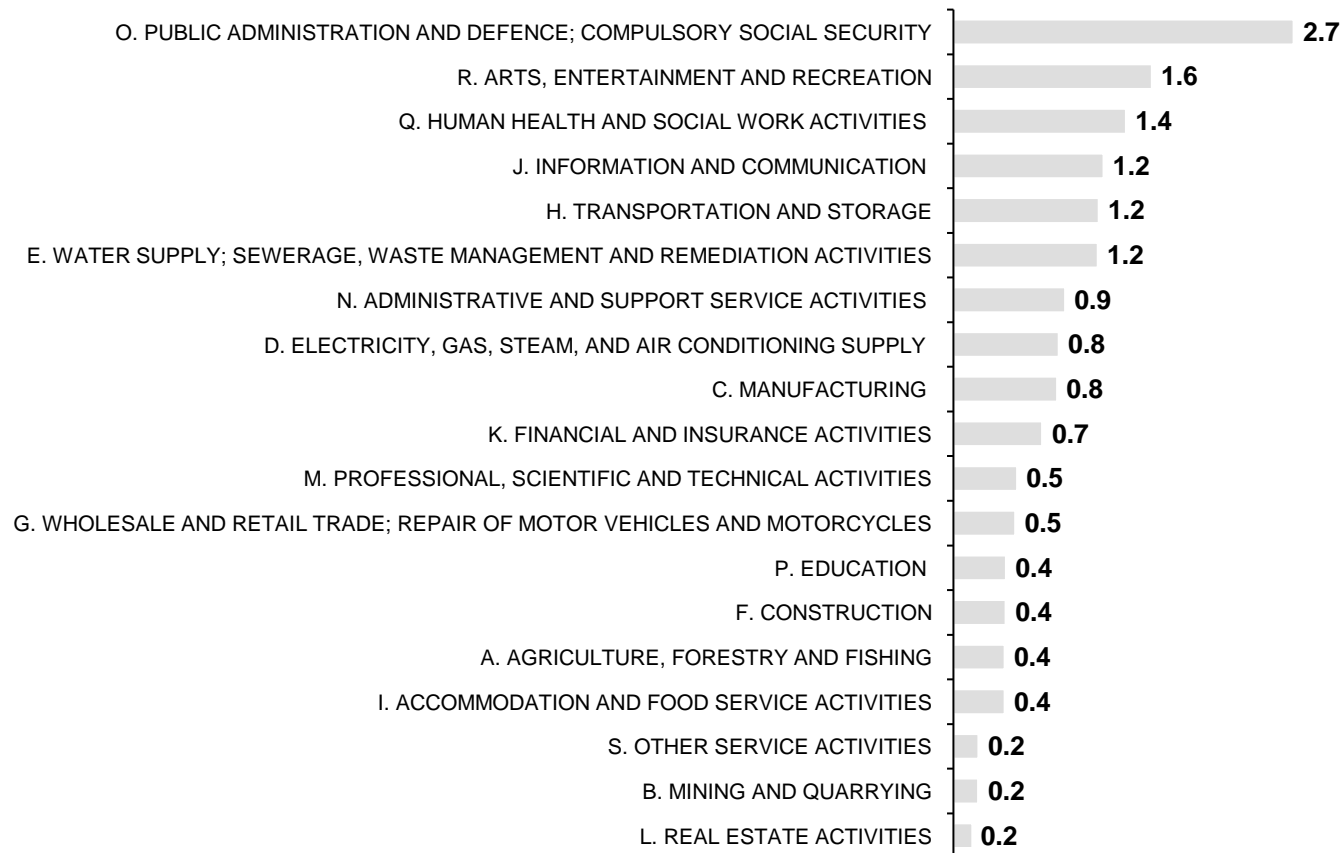 O. PUBLIC ADMINISTRATION AND DEFENCE; COMPULSORY SOCIAL SECURITY 2.7
R. ARTS, ENTERTAINMENT AND RECREATION 1.6
Q. HUMAN HEALTH AND SOCIAL WORK ACTIVITIES 1.4
J. INFORMATION AND COMMUNICATION 1.2
H. TRANSPORTATION AND STORAGE 1.2
E. WATER SUPPLY; SEWERAGE, WASTE MANAGEMENT AND REMEDIATION ACTIVITIES 1.2
N. ADMINISTRATIVE AND SUPPORT SERVICE ACTIVITIES 0.9
D. ELECTRICITY, GAS, STEAM, AND AIR CONDITIONING SUPPLY 0.8
C. MANUFACTURING 0.8
K. FINANCIAL AND INSURANCE ACTIVITIES 0.7
M. PROFESSIONAL, SCIENTIFIC AND TECHNICAL ACTIVITIES 0.5
G. WHOLESALE AND RETAIL TRADE; REPAIR OF MOTOR VEHICLES AND MOTORCYCLES 0.5
P. EDUCATION 0.4
F. CONSTRUCTION 0.4
A. AGRICULTURE, FORESTRY AND FISHING 0.4
I. ACCOMMODATION AND FOOD SERVICE ACTIVITIES 0.4
S. OTHER SERVICE ACTIVITIES 0.2
B. MINING AND QUARRYING 0.2
L. REAL ESTATE ACTIVITIES 0.2